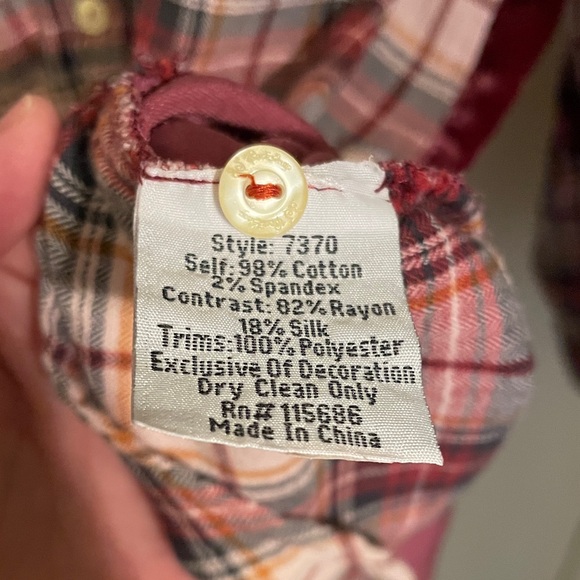 Style: 7370
Self: 98% Cotton
2% Spandex
Contrast: 82% Rayon
18% Silk
Trims: 100% Polyester
Exclusive Of Decoration
Dry Clean Only
Rn# 115686
Made In China